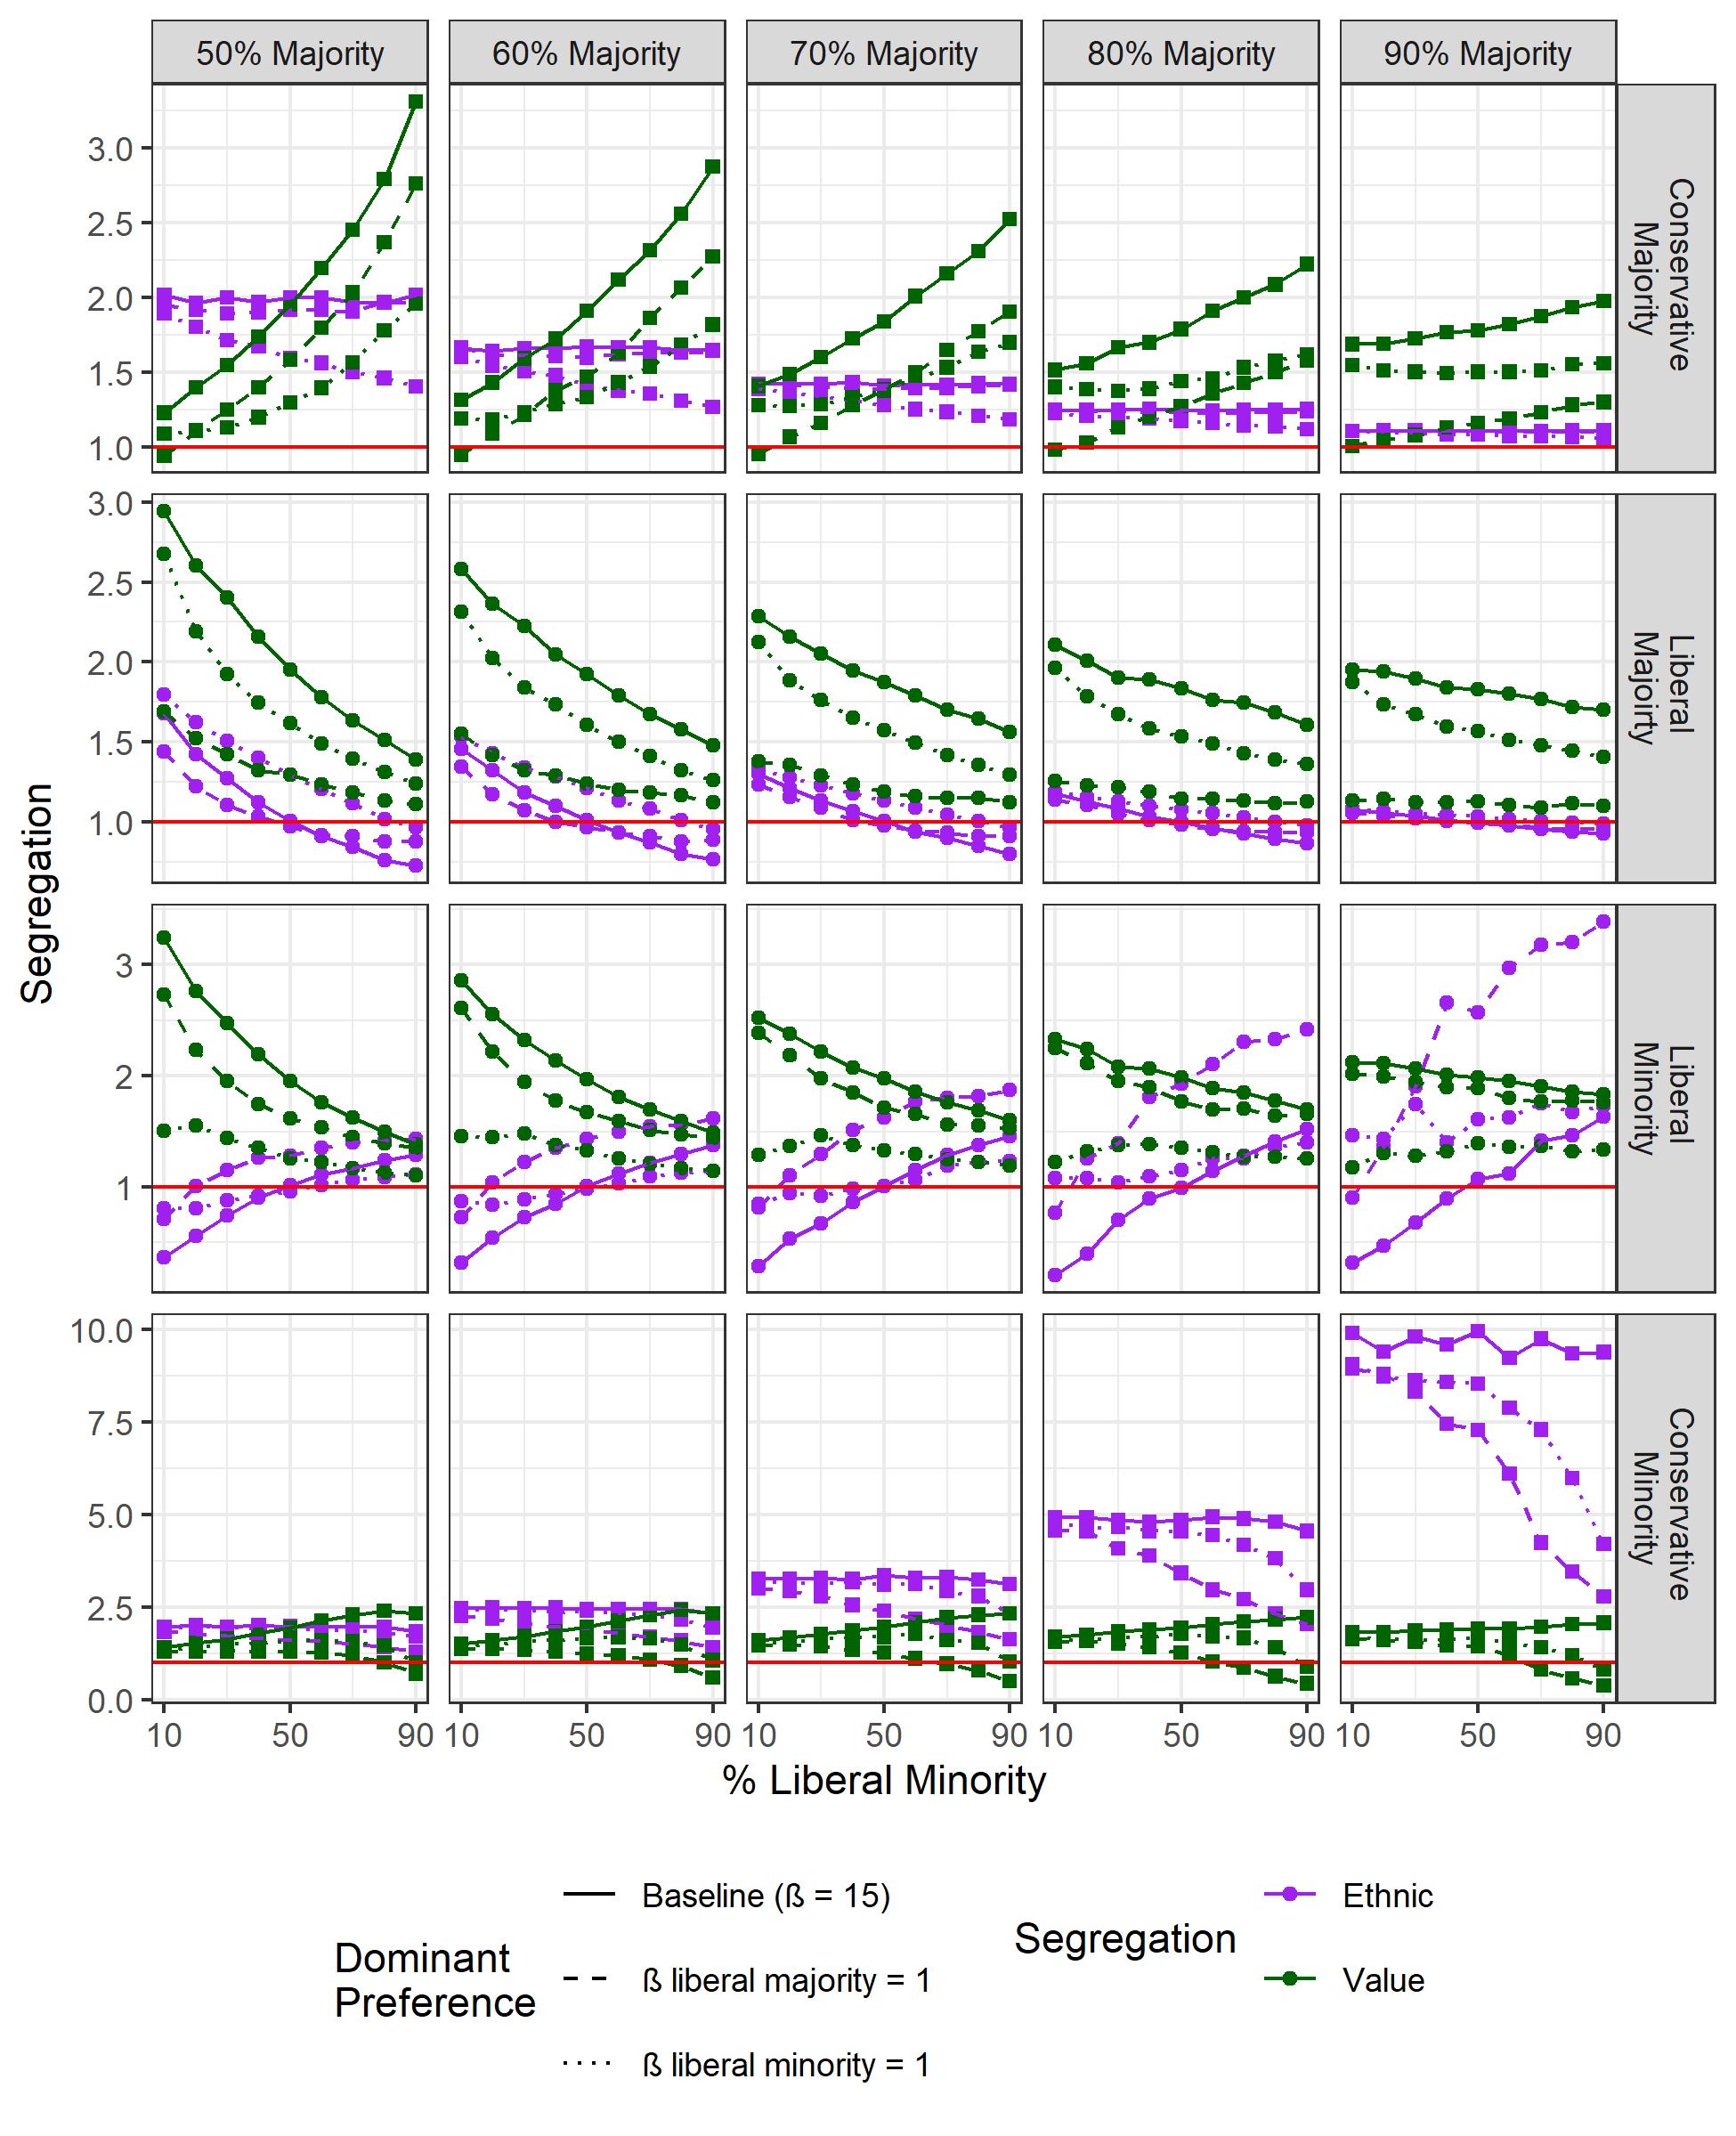 50% Majority
60% Majority
70% Majority
80% Majority
90% Majority
3.0
2.5
2.0
1.5
1.0
Conservative
Majority
3.0
2.5
2.0
1.5
1.0
Liberal
Majoirty
3
2
1
Liberal
Minority
10.0
7.5
5.0
2.5
0.0
Conservative
Minority
10 50 90
10 50 90
10 50 90
10 50 90
10 50 90
Segregation
% Liberal Minority
Dominant
Preference
Baseline (ß = 15)
ß liberal majority = 1
ß liberal minority = 1
Segregation
Ethnic
Value